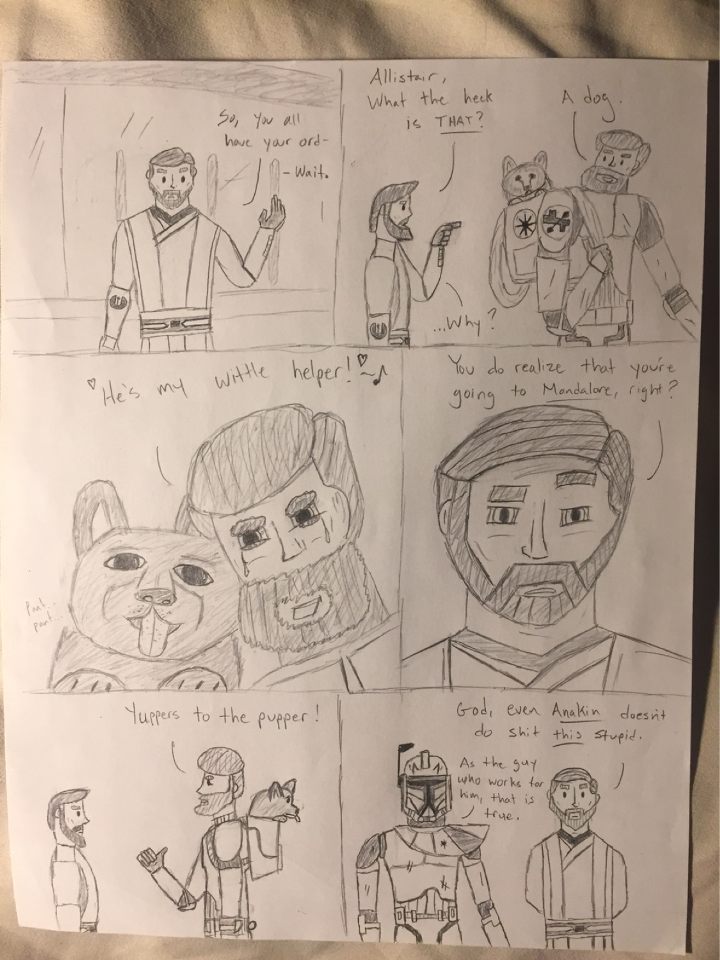 So, you all
have your ord-
-Wait.
Allistair,
What the heck
is THAT?
A dog.
...Why?
He's my wittle helper!
You do realize that you're
going to Mandalore, right?
Pant..
pant...
Yuppers to the pupper!
God, even Anakin doesn't
do shit this stupid.
As the guy
who works for
him, that is
true.